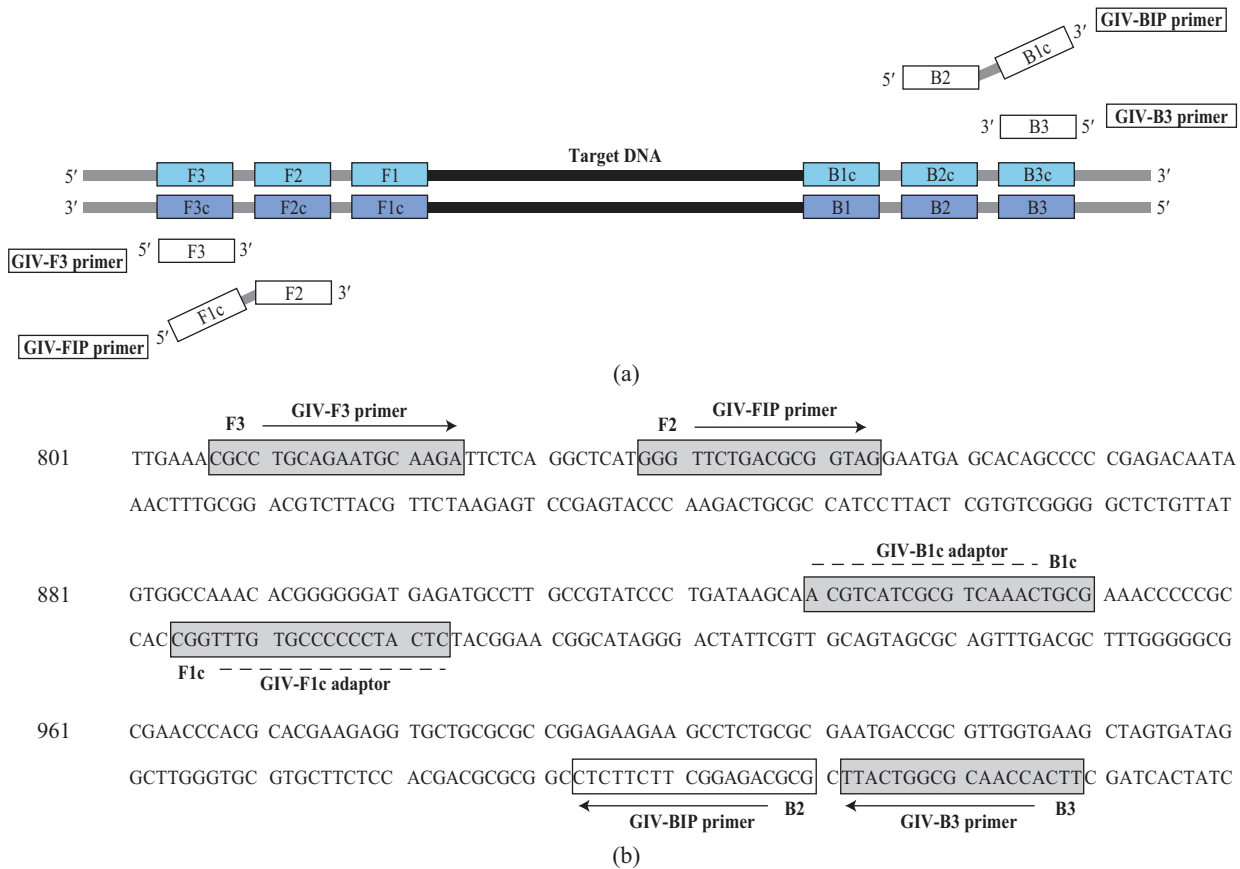 3′ GIV-BIP primer
B1c
5′ B2
3′ B3 5′ GIV-B3 primer
Target DNA
5′ F3 F2 F1 B1c B2c B3c 3′
3′ F3c F2c F1c B1 B2 B3 5′
5′ F3 3′
GIV-F3 primer
F1c F2 3′
5′
GIV-FIP primer
(a)
F3 GIV-F3 primer F2 GIV-FIP primer
801 TTGAAACGCC TGCAGAATGC AAGATTCTCA GGCTCATGGG TTCTGACGCG GTAGGAATGA GCACAGCCCC CGAGACAATA
AACTTTGCGG ACGTCTTACG TTCTAAGAGT CCGAGTACCC AAGACTGCGC CATCCTTACT CGTGTCGGGG GCTCTGTTAT
GIV-B1c adaptor B1c
881 GTGGCCAAAC ACGGGGGGAT GAGATGCCTT GCCGTATCCC TGATAAGCAA CGTCATCGCG TCAAACTGCG AAACCCCCGC
CACCGGTTTG TGCCCCCCTA CTCTACGGAA CGGCATAGGG ACTATTCGTT GCAGTAGCGC AGTTTGACGC TTTGGGGGCG
F1c GIV-F1c adaptor
961 CGAACCCACG CACGAAGAGG TGCTGCGCGC CGGAGAAGAA GCCTCTGCGC GAATGACCGC GTTGGTGAAG CTAGTGATAG
GCTTGGGTGC GTGCTTCTCC ACGACGCGCG GCCTCTTCTT CGGAGACGCG CTTACTGGCG CAACCACTTC GATCACTATC
GIV-BIP primer B2 GIV-B3 primer B3
(b)